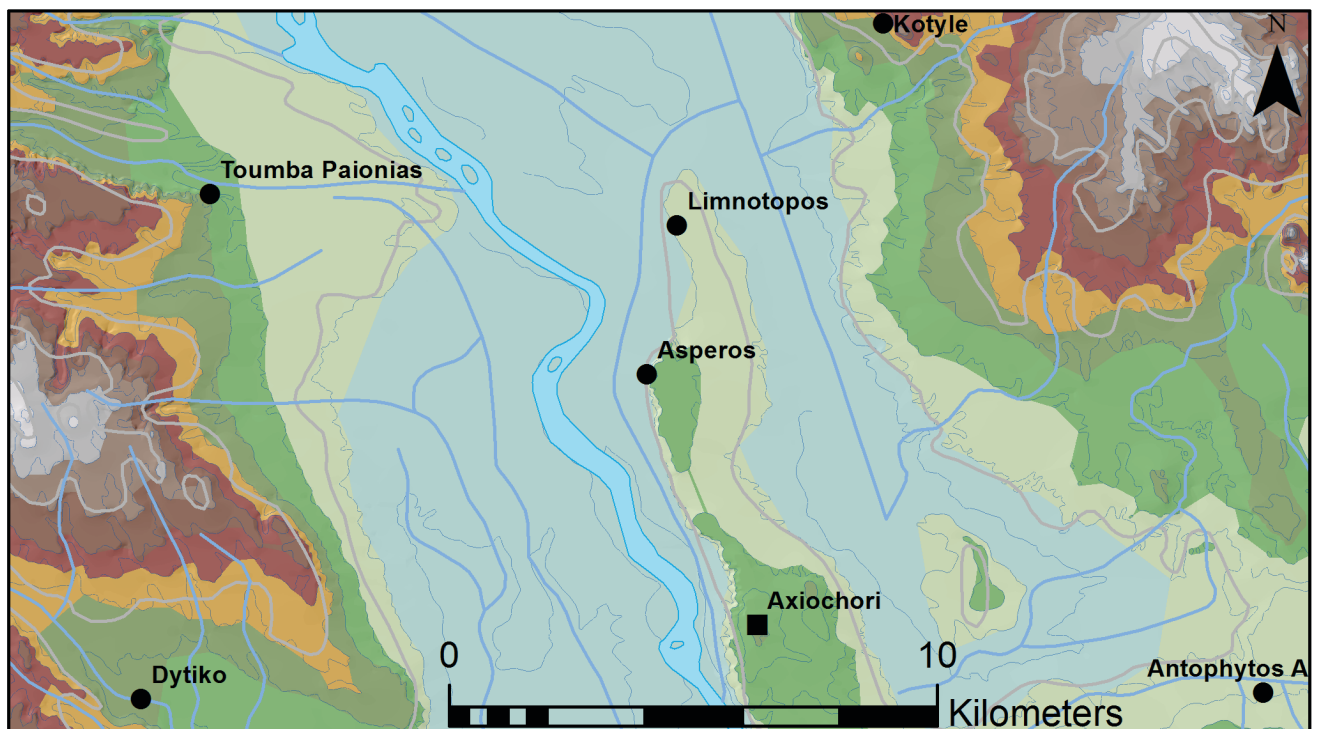 Kotyle
N
Toumba Paionias
Limnotopos
Asperos
Axiochori
Dytiko
Antophytos A
0
10
Kilometers